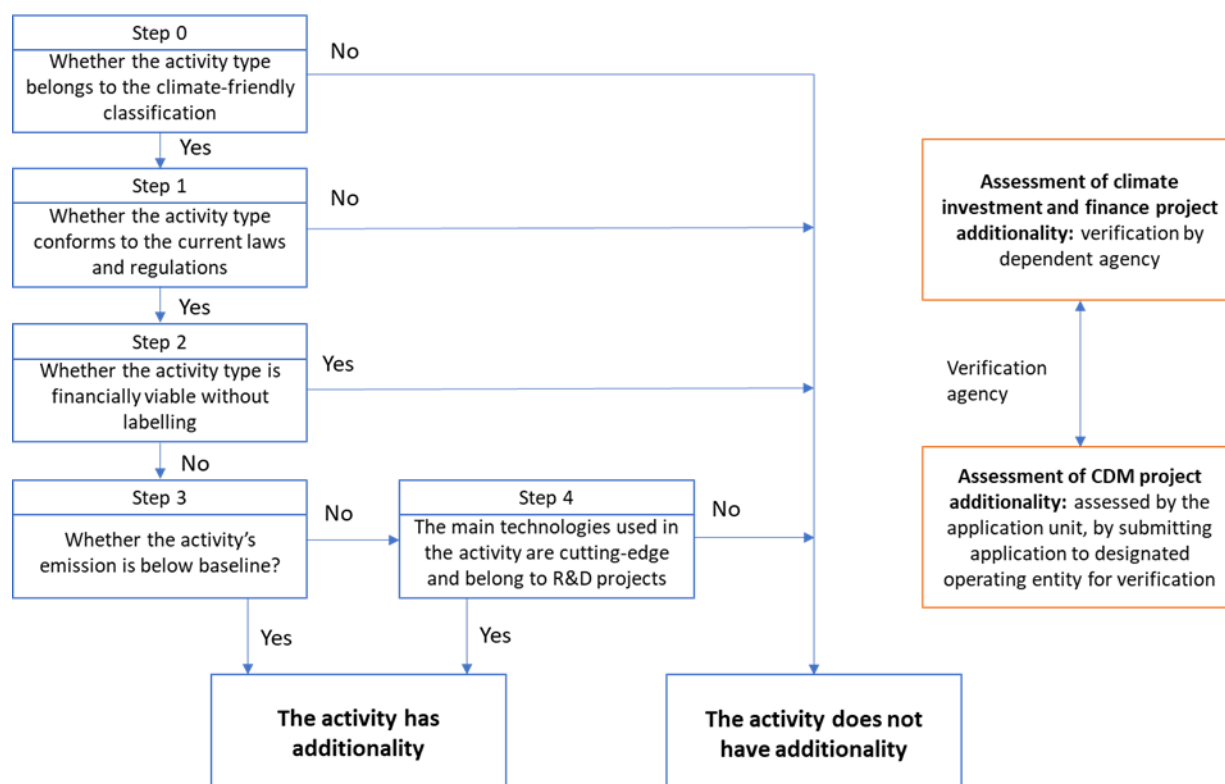 Step 0
Whether the activity type
belongs to the climate-friendly
classification
No
Yes
Step 1
Whether the activity type
conforms to the current laws
and regulations
No
Yes
Step 2
Whether the activity type is
financially viable without
labelling
Yes
No
Step 3
Whether the activity's
emission is below baseline?
No
Yes
Step 4
The main technologies used in
the activity are cutting-edge
and belong to R&D projects
No
Yes
The activity has
additionality
The activity does not
have additionality
Assessment of climate
investment and finance project
additionality: verification by
dependent agency
Verification
agency
Assessment of CDM project
additionality: assessed by the
application unit, by submitting
application to designated
operating entity for verification